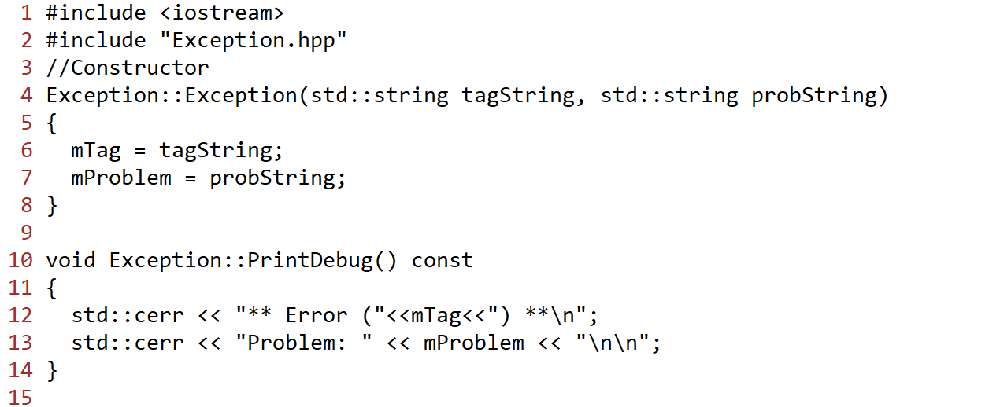 1 #include <iostream>
2 #include "Exception.hpp"
3 //Constructor
4 Exception::Exception(std::string tagString, std::string probString)
5 {
6   mTag = tagString;
7   mProblem = probString;
8 }
9
10 void Exception::PrintDebug() const
11 {
12   std::cerr << "** Error ("<<mTag<<") **\n";
13   std::cerr << "Problem: " << mProblem << "\n\n";
14 }
15